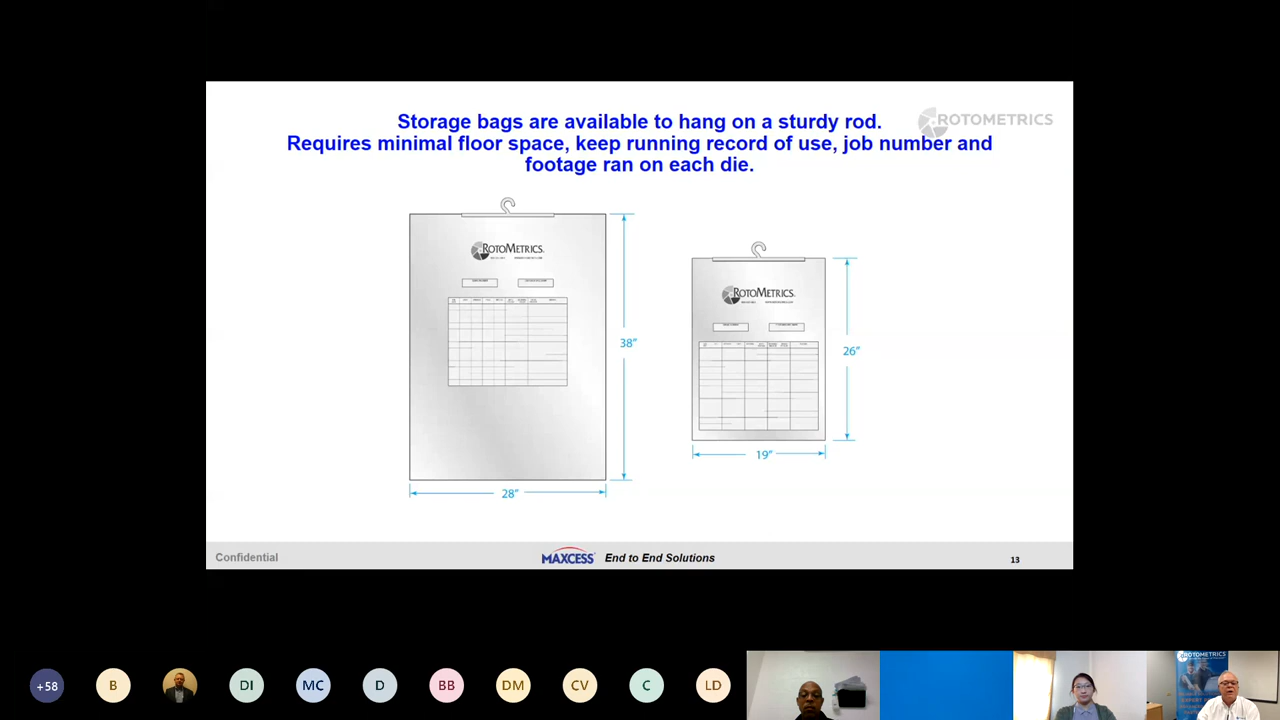 Storage bags are available to hang on a sturdy rod.
ROTOMETRICS
Requires minimal floor space, keep running record of use, job number and
footage ran on each die.
ROTOMETRICS
38"
28"
ROTOMETRICS
26"
19"
Confidential
MAXCESS End to End Solutions
13
+58
B
DI
MC
D
BB
DM
CV
C
LD
ROTOMETRICS